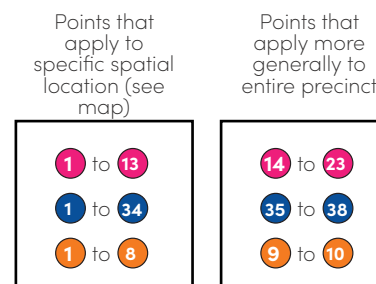 Points that
apply to
specific spatial
location (see
map)
1 to 13
1 to 34
1 to 8
Points that
apply more
generally to
entire precinct
14 to 23
35 to 38
9 to 10